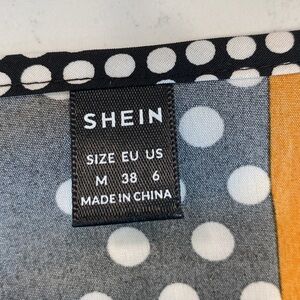 SHEIN
SIZE EU US
M 38 6
MADE IN CHINA